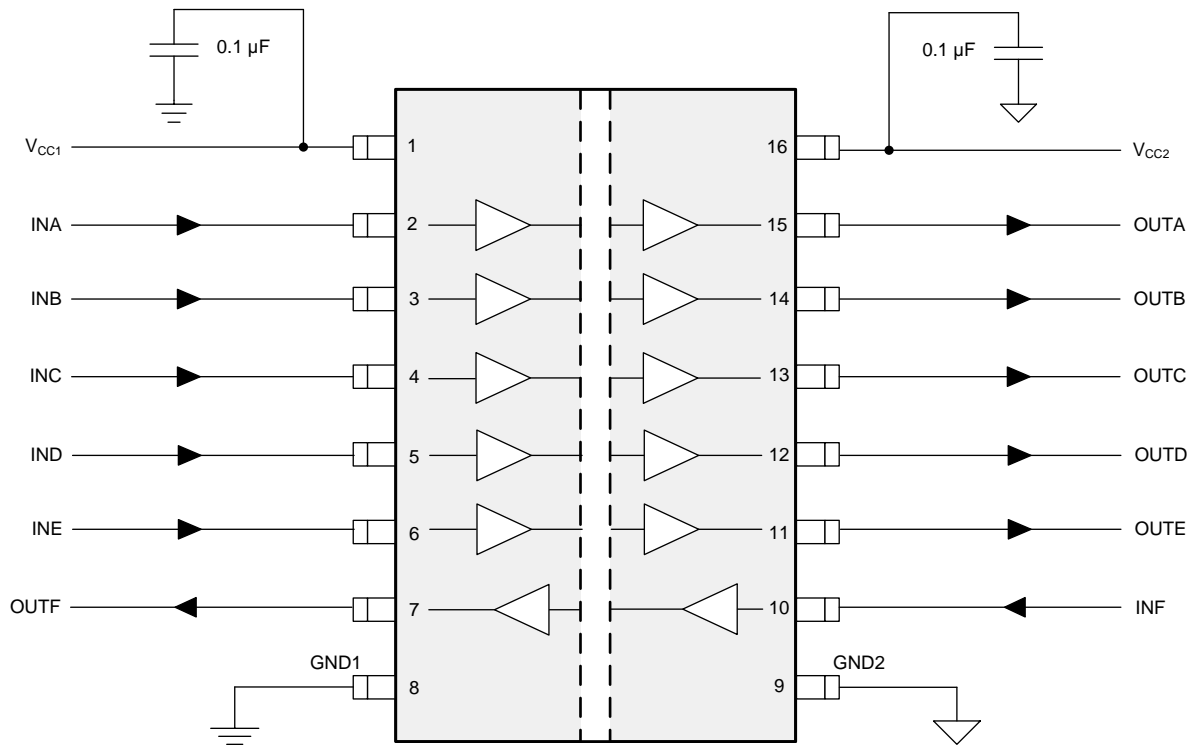 0.1 µF
0.1 µF
VCC1 1 16 VCC2
INA 2 15 OUTA
INB 3 14 OUTB
INC 4 13 OUTC
IND 5 12 OUTD
INE 6 11 OUTE
OUTF 7 10 INF
GND1 GND2
8 9